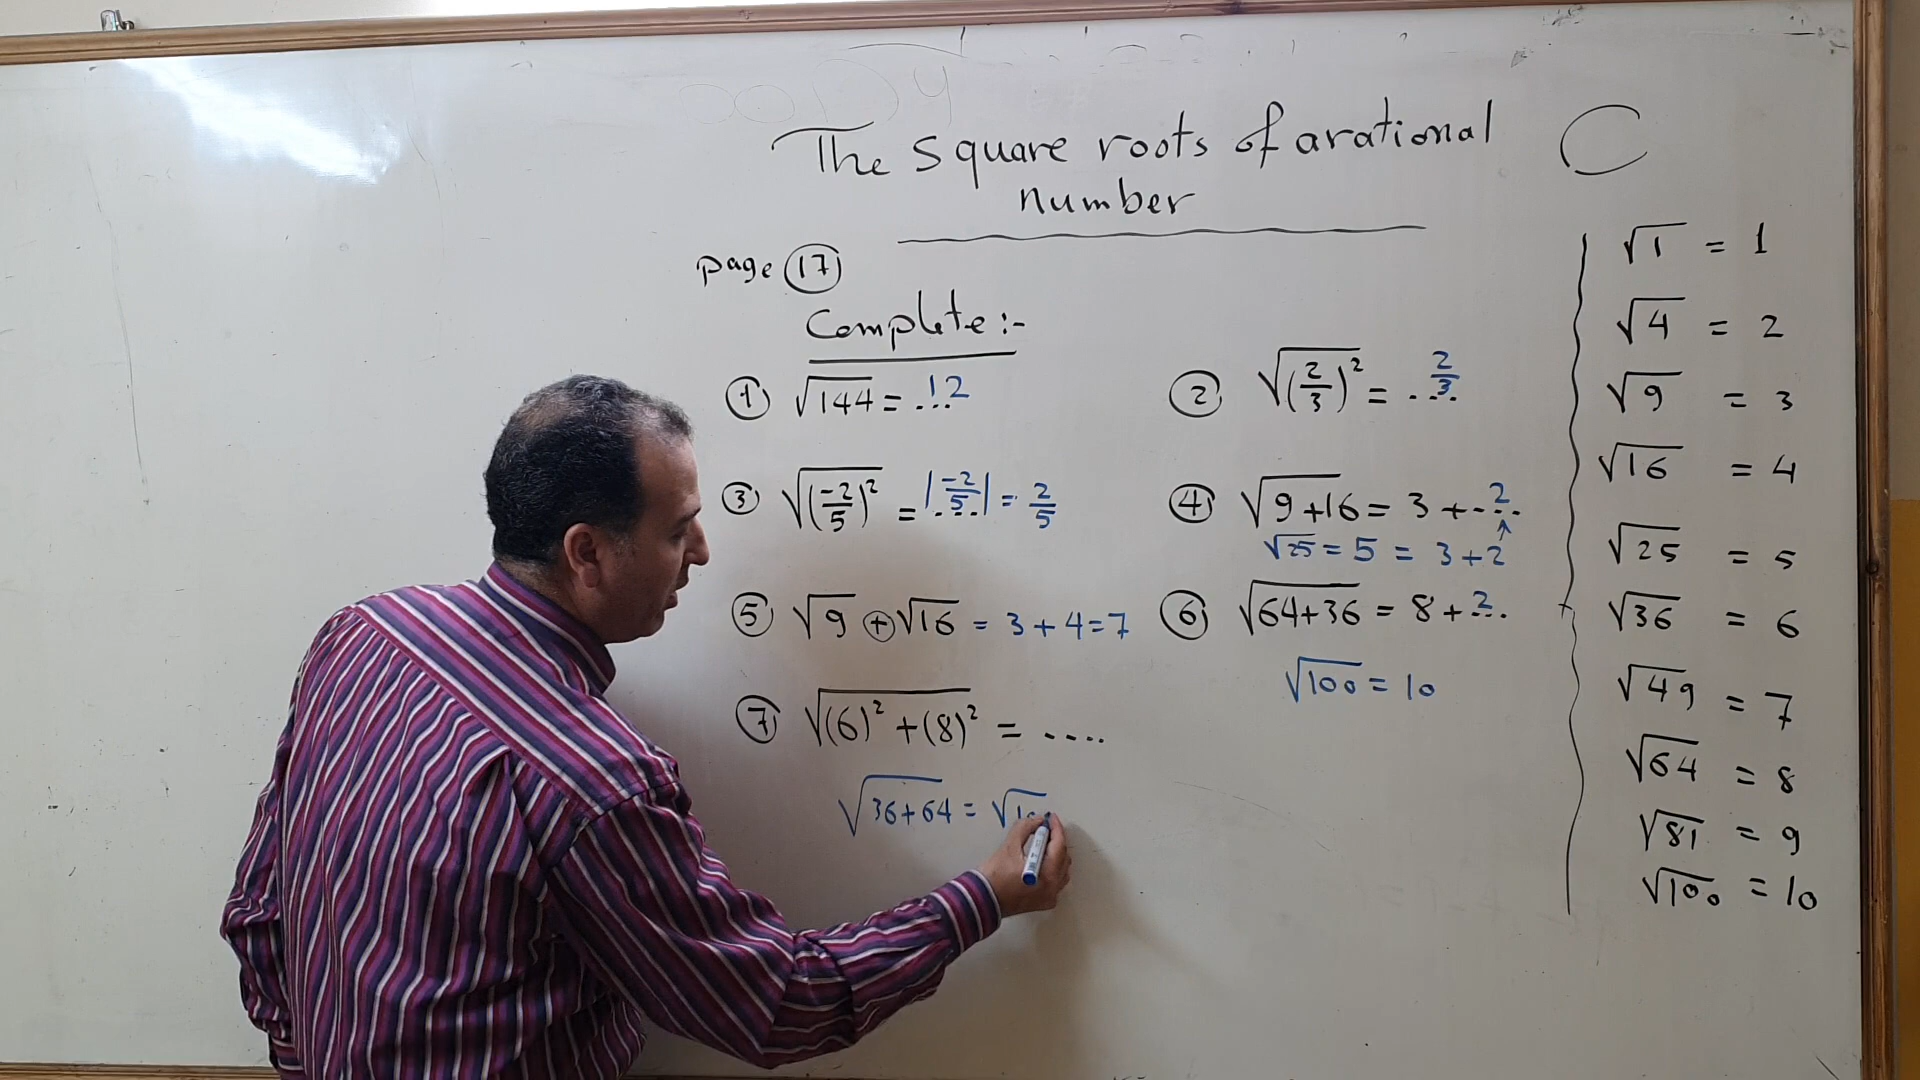 The square roots of arational
number
C
page 17
Complete :-
① √144 = .12..
② √(2/3)² = ... 2/3
③ √(-2/5)² = |-2/5| = 2/5
④ √9+16 = 3 + 2
√25 = 5 = 3+2
⑤ √9 + √16 = 3 + 4 = 7
⑥ √64+36 = 8 + 2
√100 = 10
⑦ √(6)² + (8)² = ....
√36+64 = √10
√1 = 1
√4 = 2
√9 = 3
√16 = 4
√25 = 5
√36 = 6
√49 = 7
√64 = 8
√81 = 9
√100 = 10